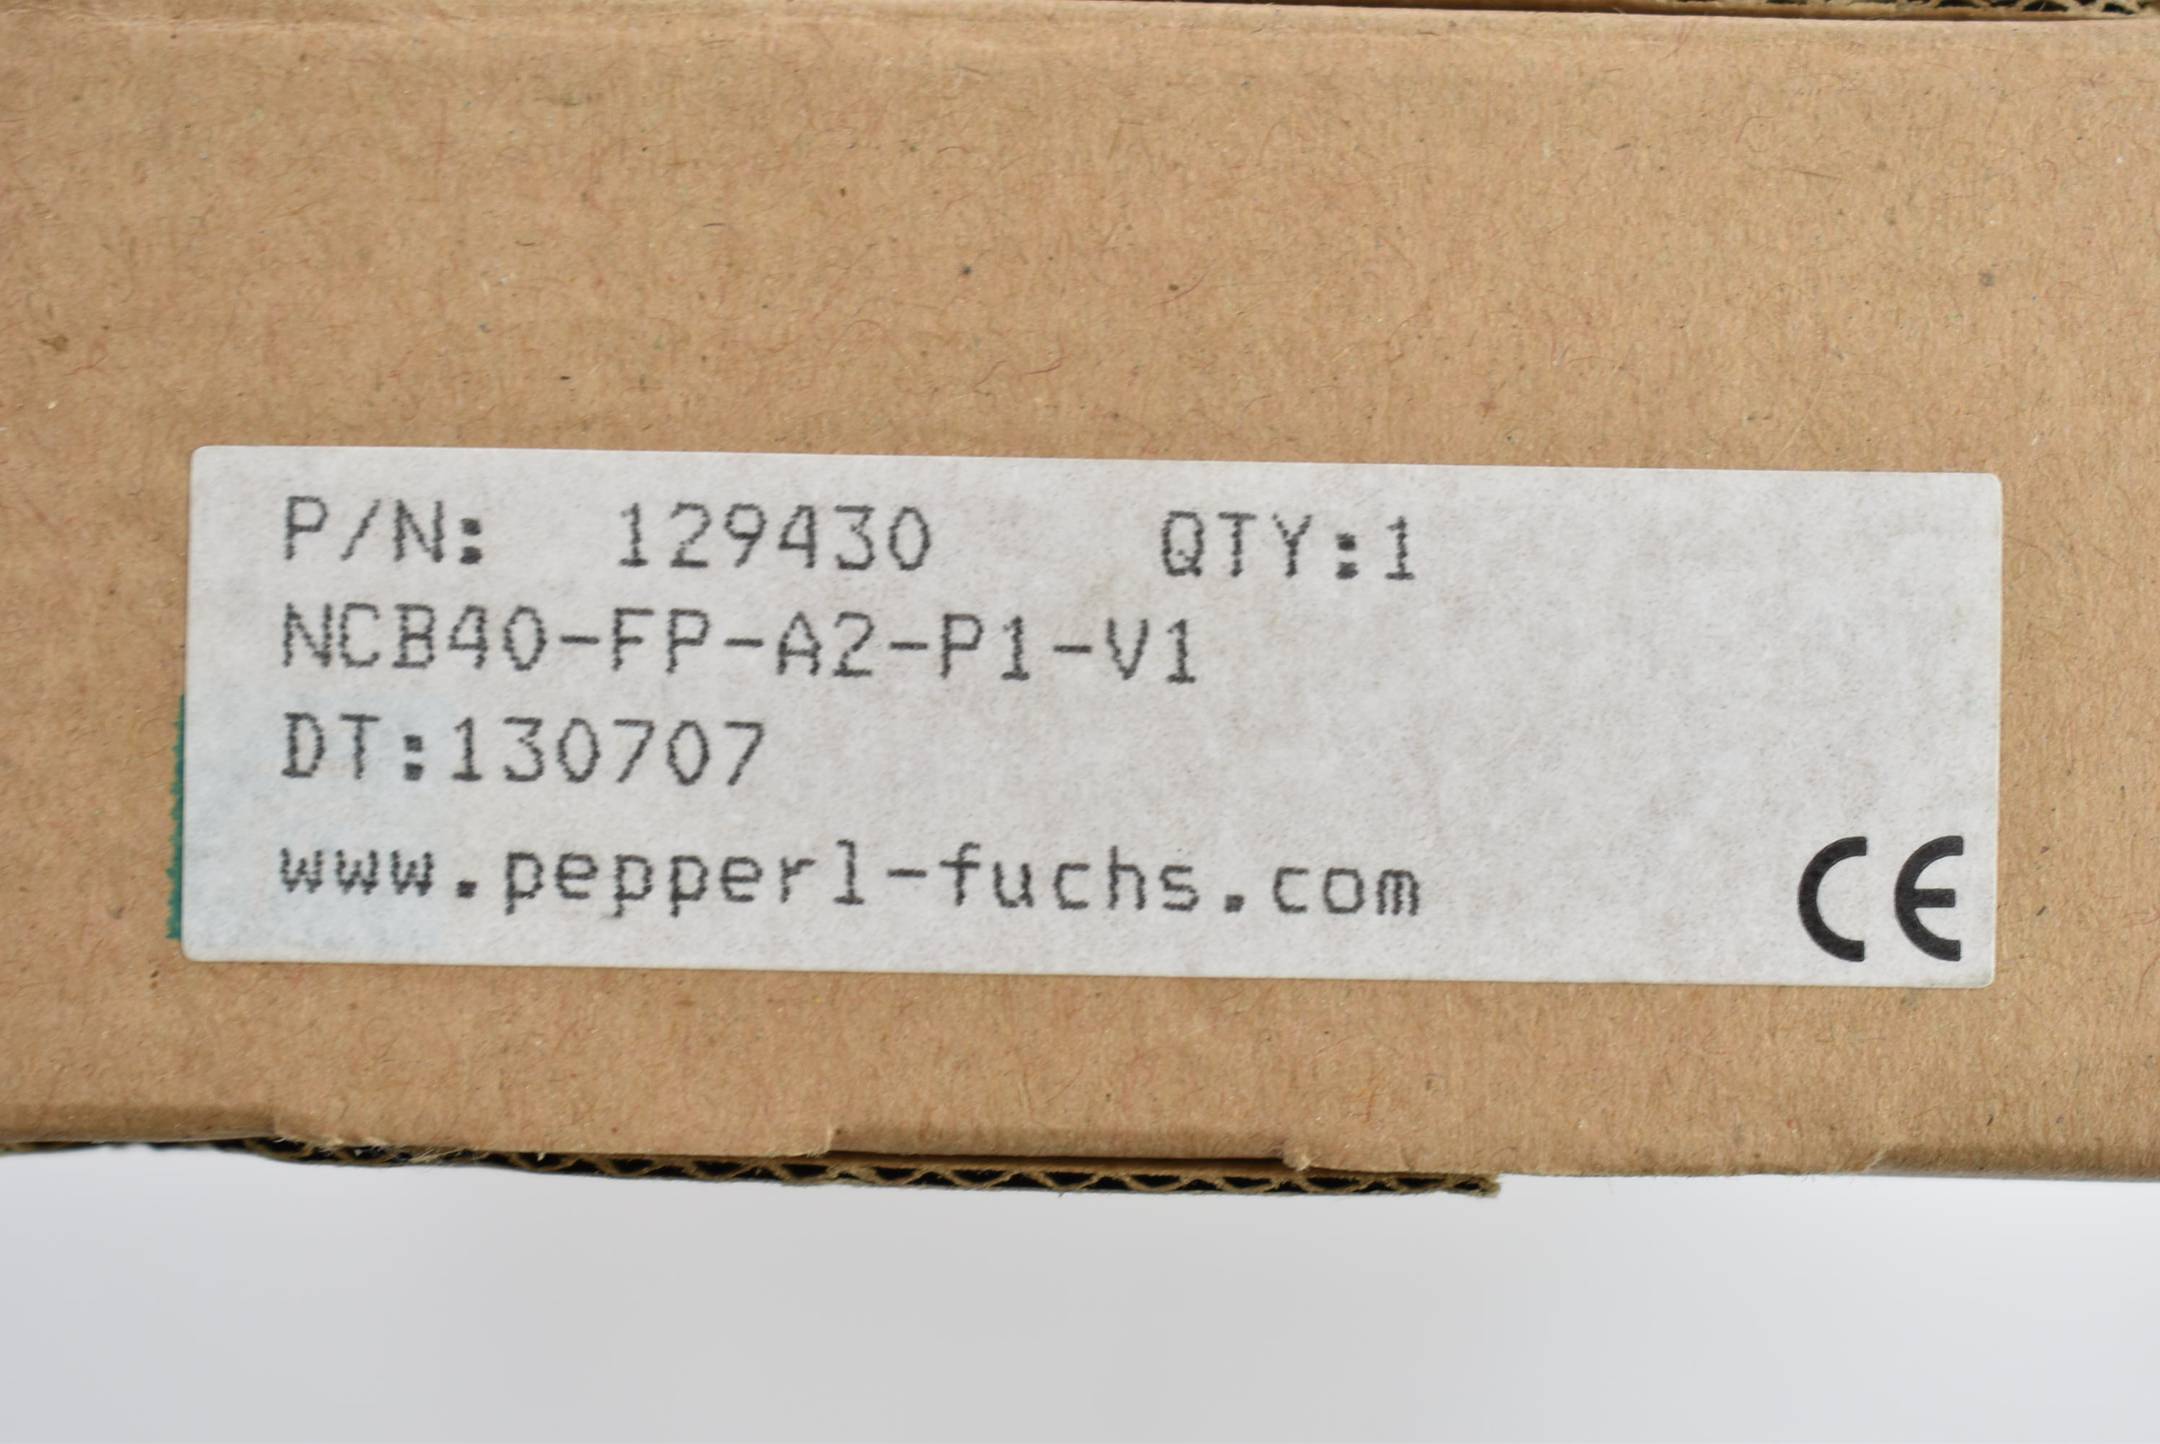 P/N: 129430 QTY:1
NCB40-FP-A2-P1-V1
DT:130707
www.pepperl-fuchs.com
CE